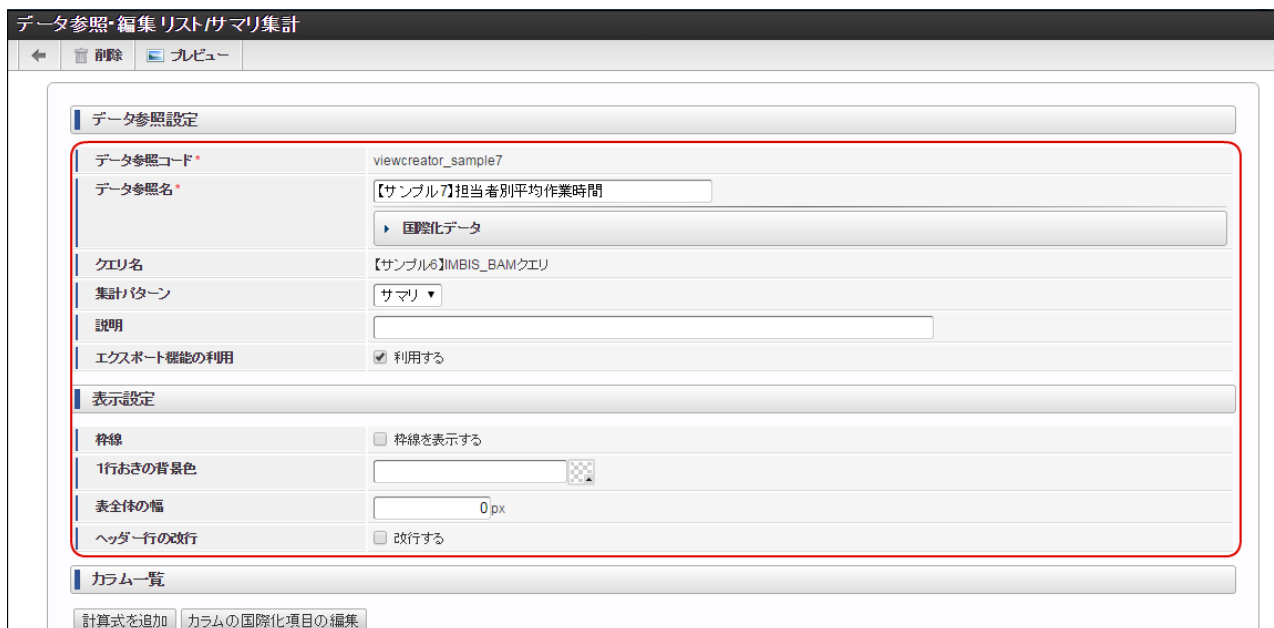 データ参照・編集 リスト/サマリ集計
削除 プレビュー
データ参照設定
データ参照コード* viewcreator_sample7
データ参照名* 【サンプル7】担当者別平均作業時間
国際化データ
クエリ名 【サンプル6】IMBIS_BAMクエリ
集計パターン サマリ
説明
エクスポート機能の利用 利用する
表示設定
枠線 枠線を表示する
1行おきの背景色
表全体の幅 0 px
ヘッダー行の改行 改行する
カラム一覧
計算式を追加 カラムの国際化項目の編集